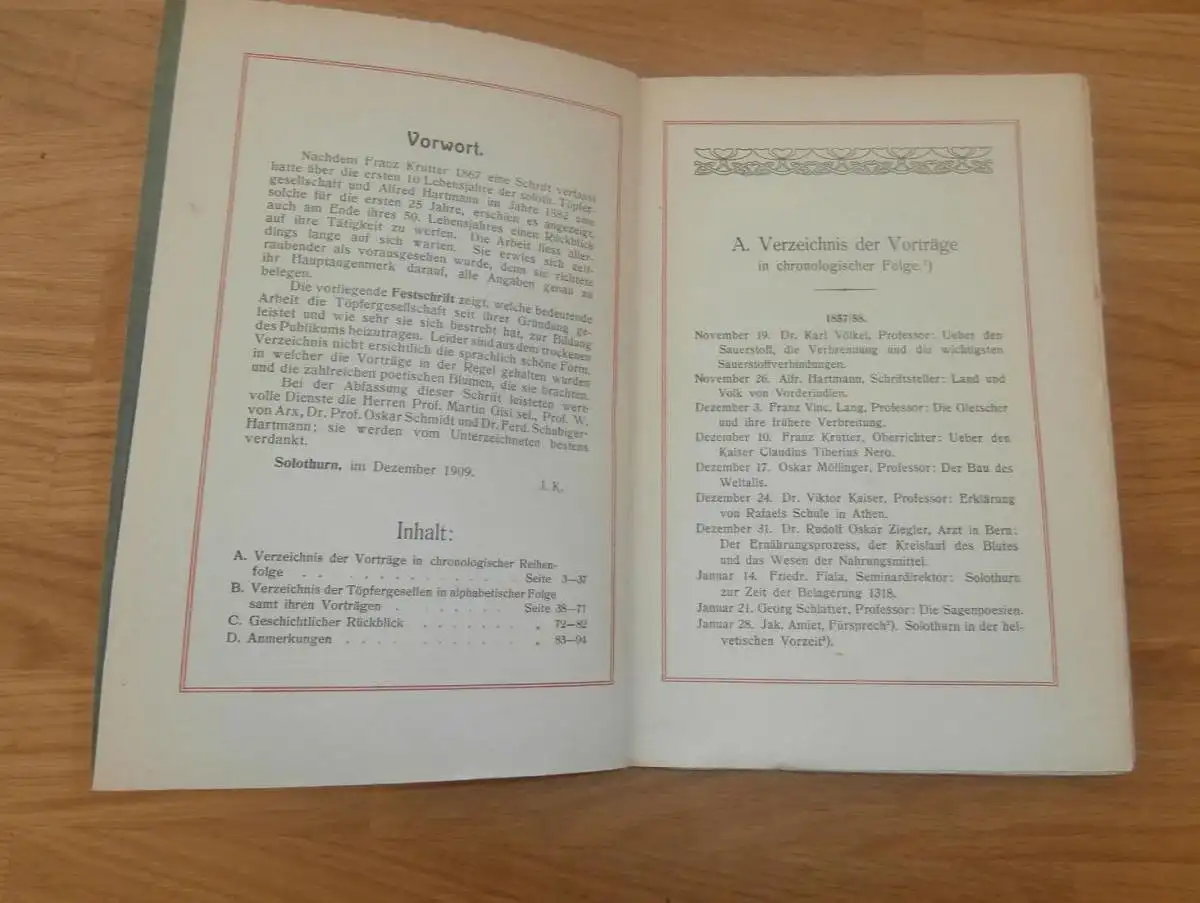 Vorwort.
Nachdem Franz Krutter 1867 eine Schrift verfasst
hatte über die ersten 10 Lebensjahre der soloth. Töpfer-
gesellschaft und Alfred Hartmann im Jahre 1882 eine
solche für die ersten 25 Jahre, erschien es angezeigt,
auch am Ende ihres 50. Lebensjahres einen Rückblick
auf ihre Tätigkeit zu werfen. Die Arbeit liess aller-
dings lange auf sich warten. Sie erwies sich zeit-
raubender als vorausgesehen wurde, denn sie richtete
ihr Hauptaugenmerk darauf, alle Angaben genau zu
belegen.
Die vorliegende Festschrift zeigt, welche bedeutende
Arbeit die Töpfergesellschaft seit ihrer Gründung ge-
leistet und wie sehr sie sich bestrebt hat, zur Bildung
des Publikums beizutragen. Leider sind aus dem trockenen
Verzeichnis nicht ersichtlich die sprachlich schöne Form,
in welcher die Vorträge in der Regel gehalten wurden
und die zahlreichen poetischen Blumen, die sie brachten.
Bei der Abfassung dieser Schrift leisteten wert-
volle Dienste die Herren Prof. Martin Gisi sel., Prof. W.
von Arx, Dr. Prof. Oskar Schmidt und Dr. Ferd. Schubiger-
Hartmann; sie werden vom Unterzeichneten bestens
verdankt.
Solothurn, im Dezember 1909.
J. K.
Inhalt:
A. Verzeichnis der Vorträge in chronologischer Reihen-
folge . . . . . . . . . . . . Seite 3—37
B. Verzeichnis der Töpfergesellen in alphabetischer Folge
samt ihren Vorträgen . . . . . . Seite 38—71
C. Geschichtlicher Rückblick . . . . . . . „ 72—82
D. Anmerkungen . . . . . . . . . . „ 83—94
A. Verzeichnis der Vorträge
in chronologischer Folge.¹)
1857/58.
November 19. Dr. Karl Völkel, Professor: Ueber den
Sauerstoff, die Verbrennung und die wichtigsten
Sauerstoffverbindungen.
November 26. Alfr. Hartmann, Schriftsteller: Land und
Volk von Vorderindien.
Dezember 3. Franz Vinc. Lang, Professor: Die Gletscher
und ihre frühere Verbreitung.
Dezember 10. Franz Krutter, Oberrichter: Ueber den
Kaiser Claudius Tiberius Nero.
Dezember 17. Oskar Möllinger, Professor: Der Bau des
Weltalls.
Dezember 24. Dr. Viktor Kaiser, Professor: Erklärung
von Rafaels Schule in Athen.
Dezember 31. Dr. Rudolf Oskar Ziegler, Arzt in Bern:
Der Ernährungsprozess, der Kreislauf des Blutes
und das Wesen der Nahrungsmittel.
Januar 14. Friedr. Fiala, Seminardirektor: Solothurn
zur Zeit der Belagerung 1318.
Januar 21. Georg Schlatter, Professor: Die Sagenpoesien.
Januar 28. Jak. Amiet, Fürsprech²). Solothurn in der hel-
vetischen Vorzeit³).